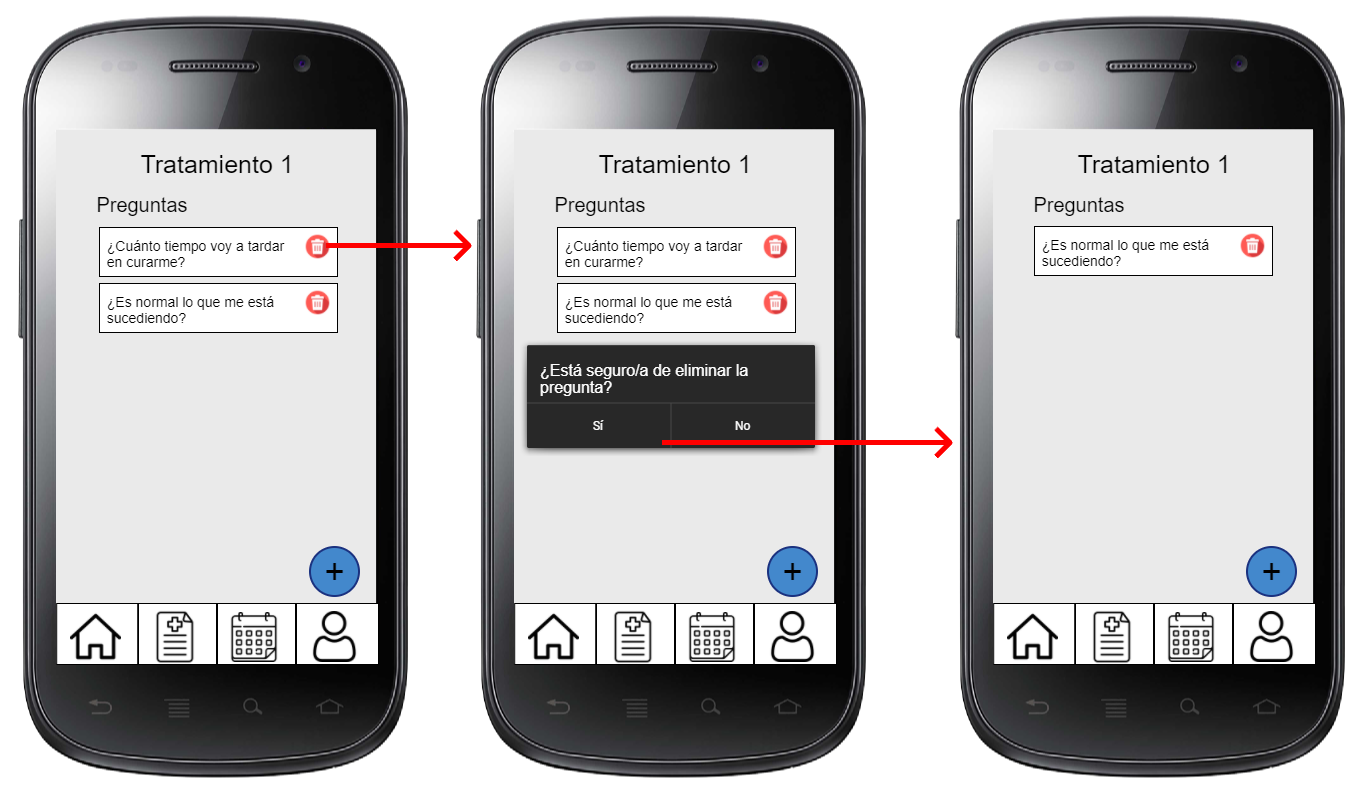 Tratamiento 1
Preguntas
¿Cuánto tiempo voy a tardar
en curarme?
¿Es normal lo que me está
sucediendo?
+
Tratamiento 1
Preguntas
¿Cuánto tiempo voy a tardar
en curarme?
¿Es normal lo que me está
sucediendo?
¿Está seguro/a de eliminar la
pregunta?
Sí
No
+
Tratamiento 1
Preguntas
¿Es normal lo que me está
sucediendo?
+